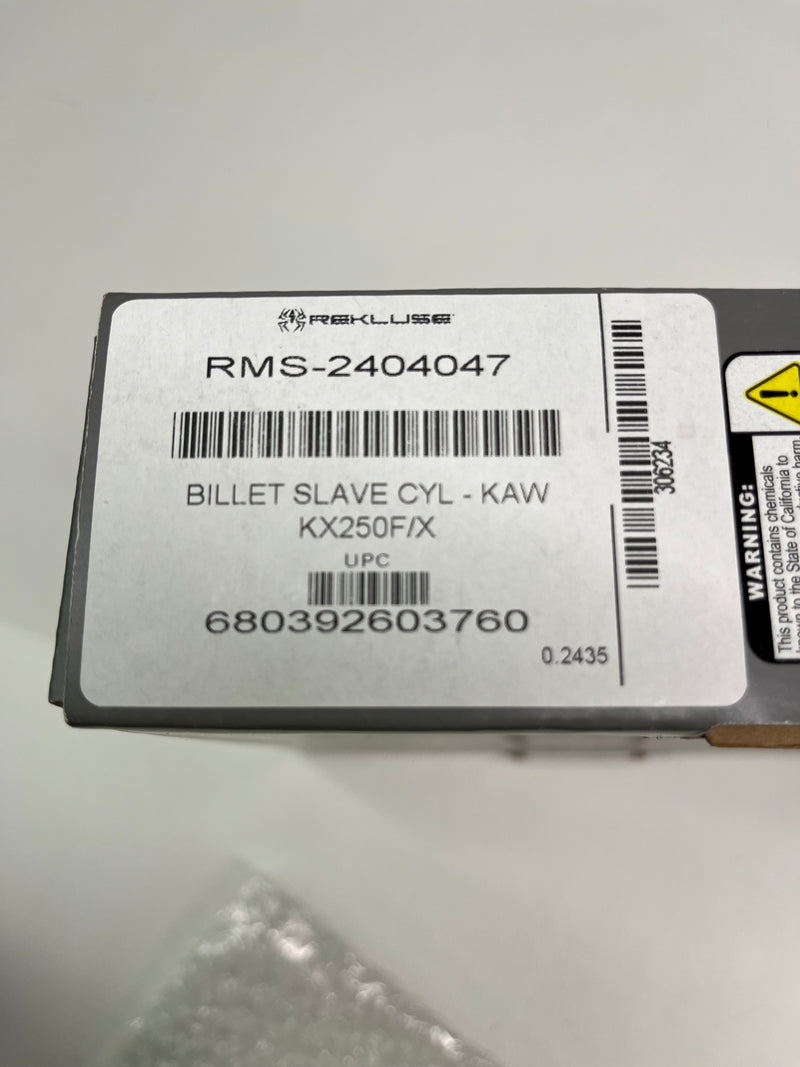 REKLUSE
RMS-2404047
BILLET SLAVE CYL - KAW
KX250F/X
UPC
680392603760
0.2435
306234
WARNING:
This product contains chemicals
known to the State of California to